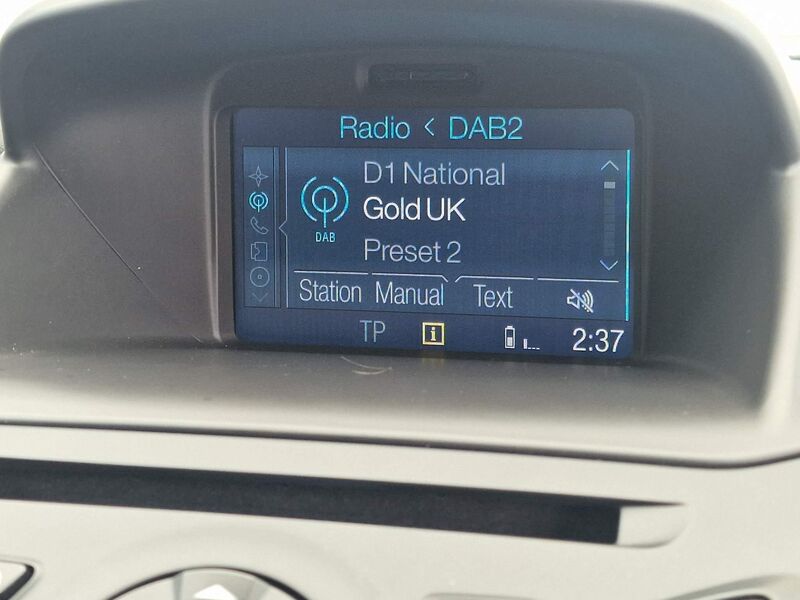 Radio < DAB2
D1 National
Gold UK
DAB
Preset 2
Station Manual Text
TP i 2:37